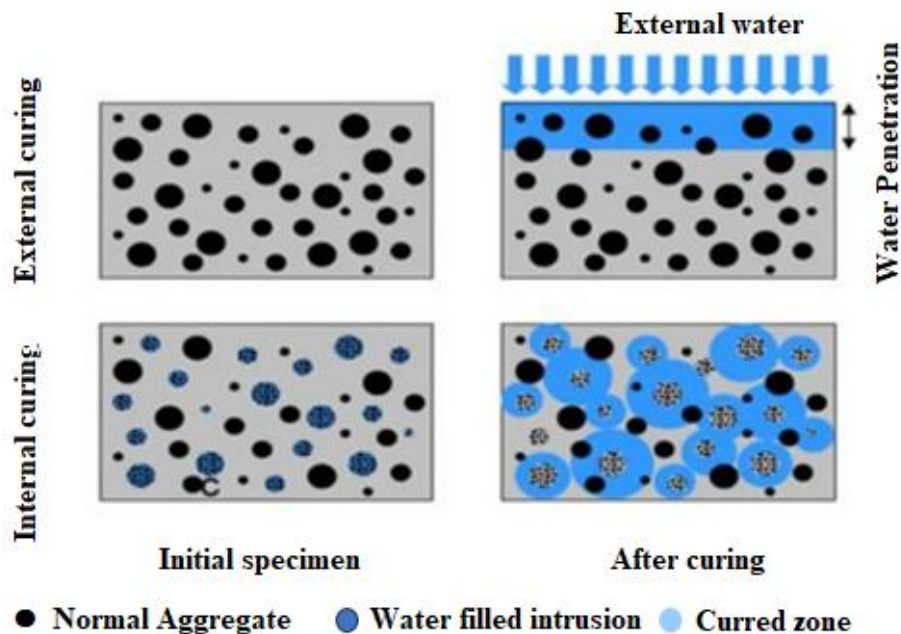 External water
External curing
Water Penetration
Internal curing
C
Initial specimen
After curing
Normal Aggregate
Water filled intrusion
Curred zone